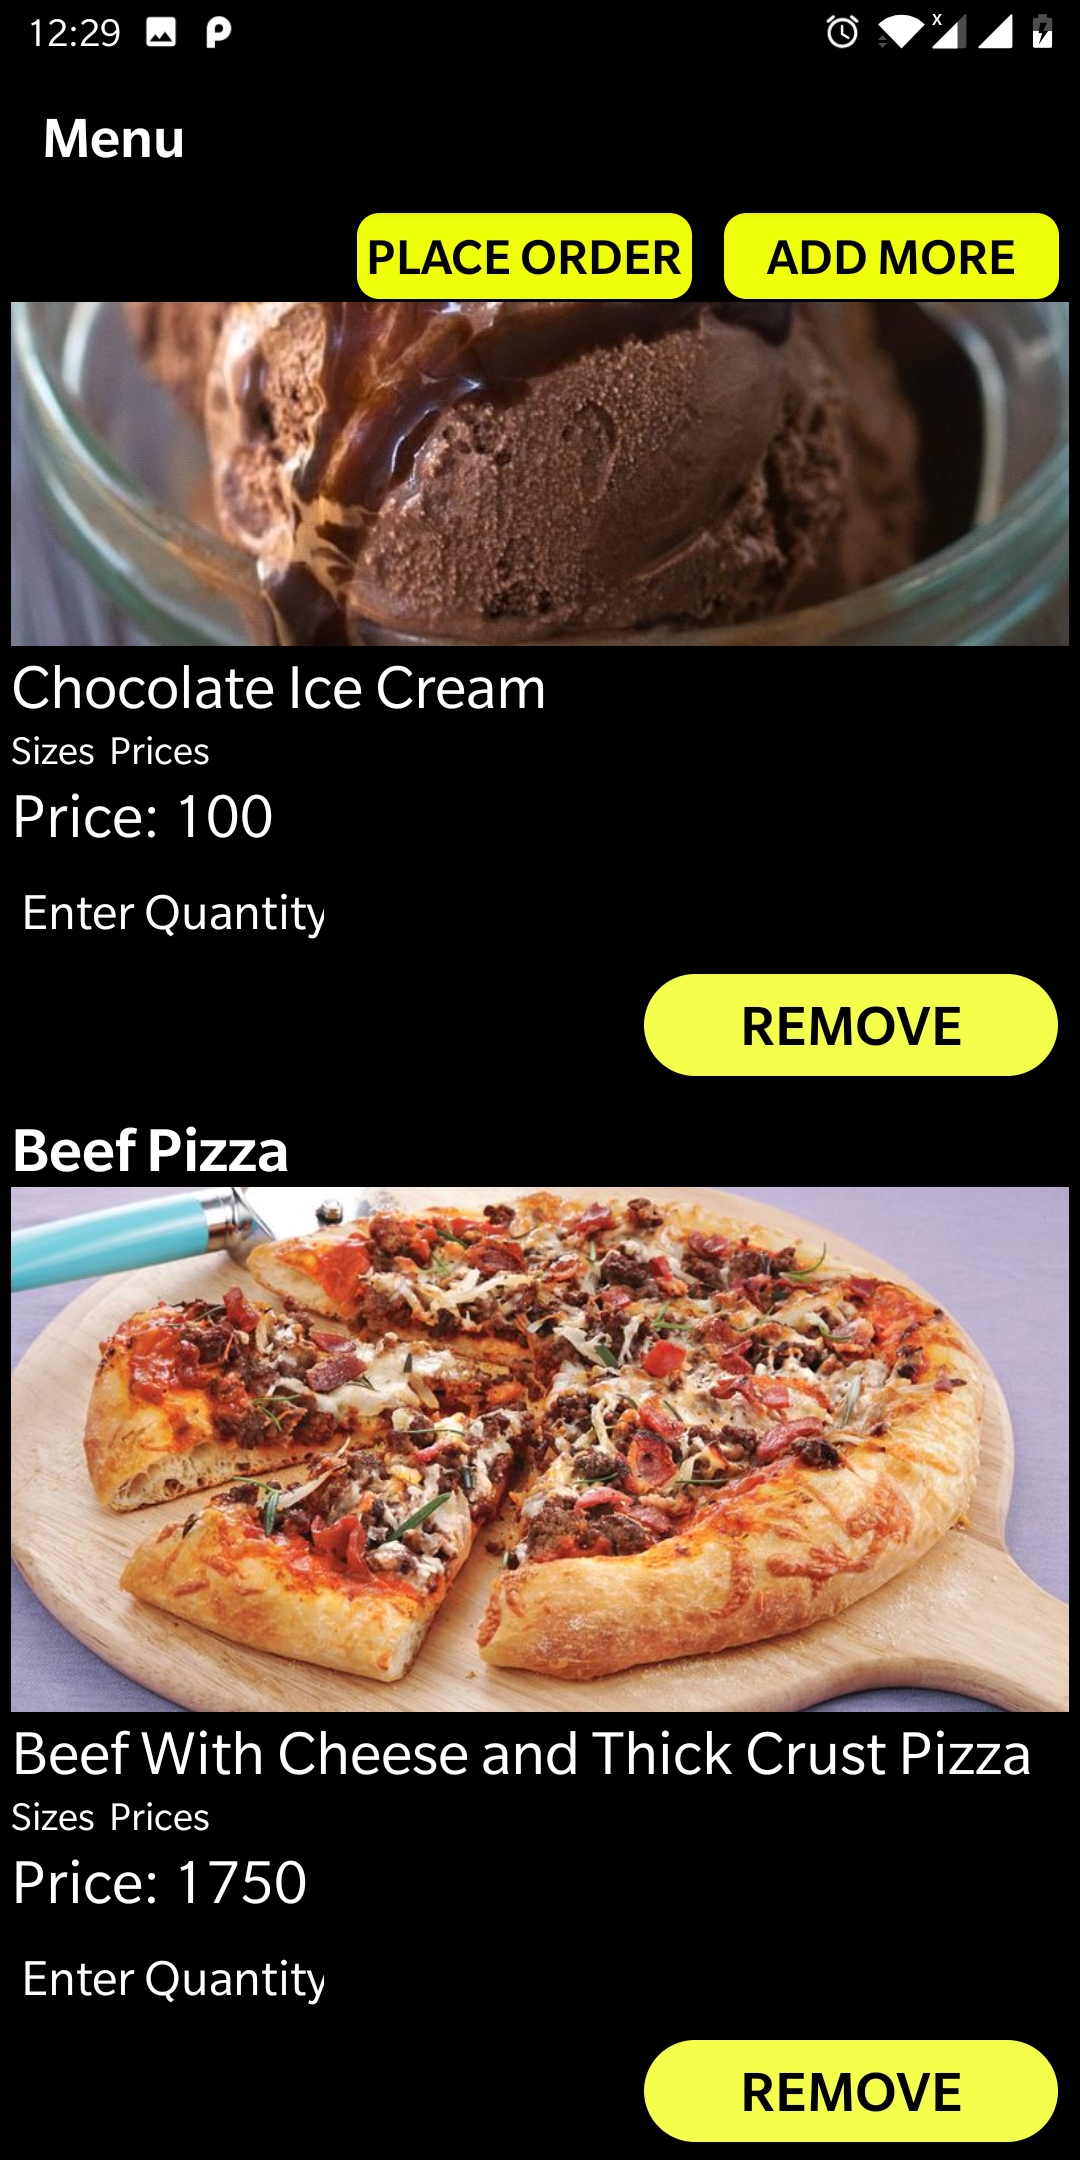 12:29
Menu
PLACE ORDER ADD MORE
Chocolate Ice Cream
Sizes Prices
Price: 100
Enter Quantity
REMOVE
Beef Pizza
Beef With Cheese and Thick Crust Pizza
Sizes Prices
Price: 1750
Enter Quantity
REMOVE